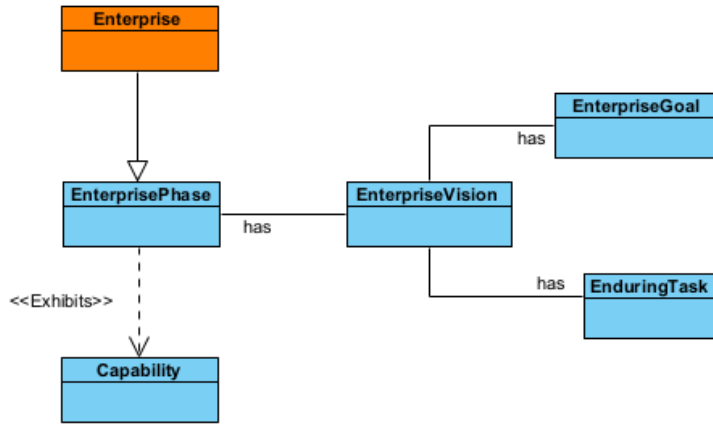 Enterprise
EnterpriseGoal
has
EnterprisePhase
EnterpriseVision
has
has
EnduringTask
<<Exhibits>>
Capability